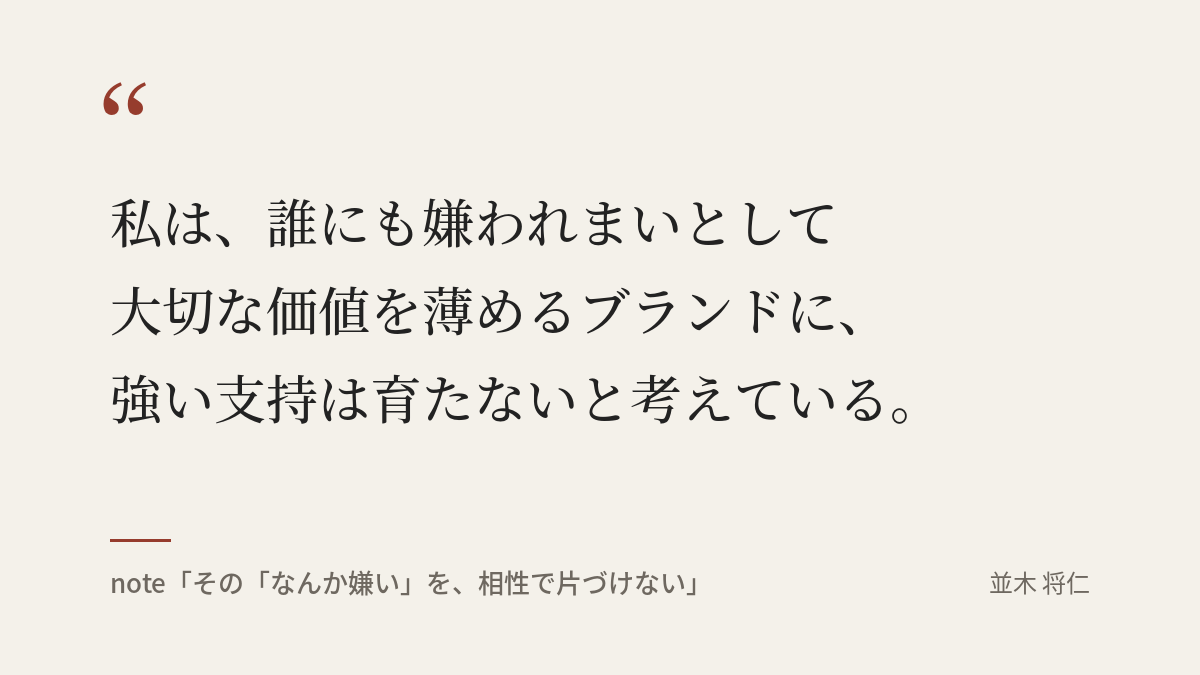 “
私は、誰にも嫌われまいとして
大切な価値を薄めるブランドに、
強い支持は育たないと考えている。
note「その「なんか嫌い」を、相性で片づけない」
並木 将仁